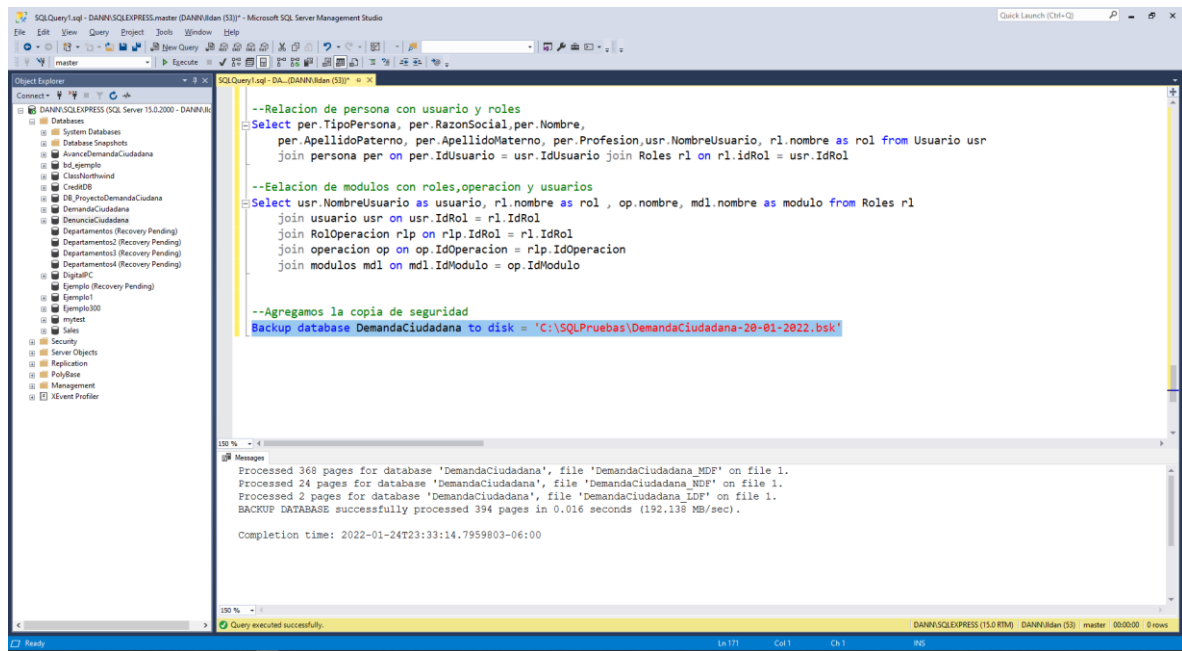 SQLQuery1.sql - DANN\SQLEXPRESS.master (DANN\lldan (53))* - Microsoft SQL Server Management Studio
Quick Launch (Ctrl+Q)
File Edit View Query Project Tools Window Help
New Query
master
Execute
Object Explorer
SQLQuery1.sql - DA...(DANN\lldan (53))*
Connect
DANN\SQLEXPRESS (SQL Server 15.0.2000 - DANN\lld
Databases
System Databases
Database Snapshots
AvanceDemandaCiudadana
bd_ejemplo
ClassNorthwind
CreditDB
DB_ProyectoDemandaCiudana
DemandaCiudadana
DenunciaCiudadana
Departamentos (Recovery Pending)
Departamentos2 (Recovery Pending)
Departamentos3 (Recovery Pending)
Departamentos4 (Recovery Pending)
DigitalPC
Ejemplo (Recovery Pending)
Ejemplo1
Ejemplo300
mytest
Sales
Security
Server Objects
Replication
PolyBase
Management
XEvent Profiler
--Relacion de persona con usuario y roles
Select per.TipoPersona, per.RazonSocial,per.Nombre,
per.ApellidoPaterno, per.ApellidoMaterno, per.Profesion,usr.NombreUsuario, rl.nombre as rol from Usuario usr
join persona per on per.IdUsuario = usr.IdUsuario join Roles rl on rl.idRol = usr.IdRol
--Eelacion de modulos con roles,operacion y usuarios
Select usr.NombreUsuario as usuario, rl.nombre as rol , op.nombre, mdl.nombre as modulo from Roles rl
join usuario usr on usr.IdRol = rl.IdRol
join RolOperacion rlp on rlp.IdRol = rl.IdRol
join operacion op on op.IdOperacion = rlp.IdOperacion
join modulos mdl on mdl.IdModulo = op.IdModulo
--Agregamos la copia de seguridad
Backup database DemandaCiudadana to disk = 'C:\SQLPruebas\DemandaCiudadana-20-01-2022.bsk'
150 %
Messages
Processed 368 pages for database 'DemandaCiudadana', file 'DemandaCiudadana_MDF' on file 1.
Processed 24 pages for database 'DemandaCiudadana', file 'DemandaCiudadana_NDF' on file 1.
Processed 2 pages for database 'DemandaCiudadana', file 'DemandaCiudadana_LDF' on file 1.
BACKUP DATABASE successfully processed 394 pages in 0.016 seconds (192.138 MB/sec).
Completion time: 2022-01-24T23:33:14.7959803-06:00
150 %
Query executed successfully.
DANN\SQLEXPRESS (15.0 RTM) DANN\lldan (53) master 00:00:00 0 rows
Ready Ln 171 Col 1 Ch 1 INS